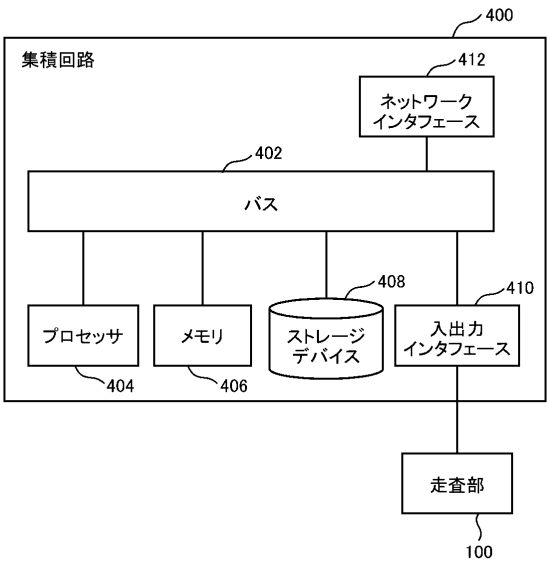 400
集積回路
412
ネットワーク
インタフェース
402
バス
408
410
プロセッサ
メモリ
ストレージ
デバイス
入出力
インタフェース
404
406
走査部
100